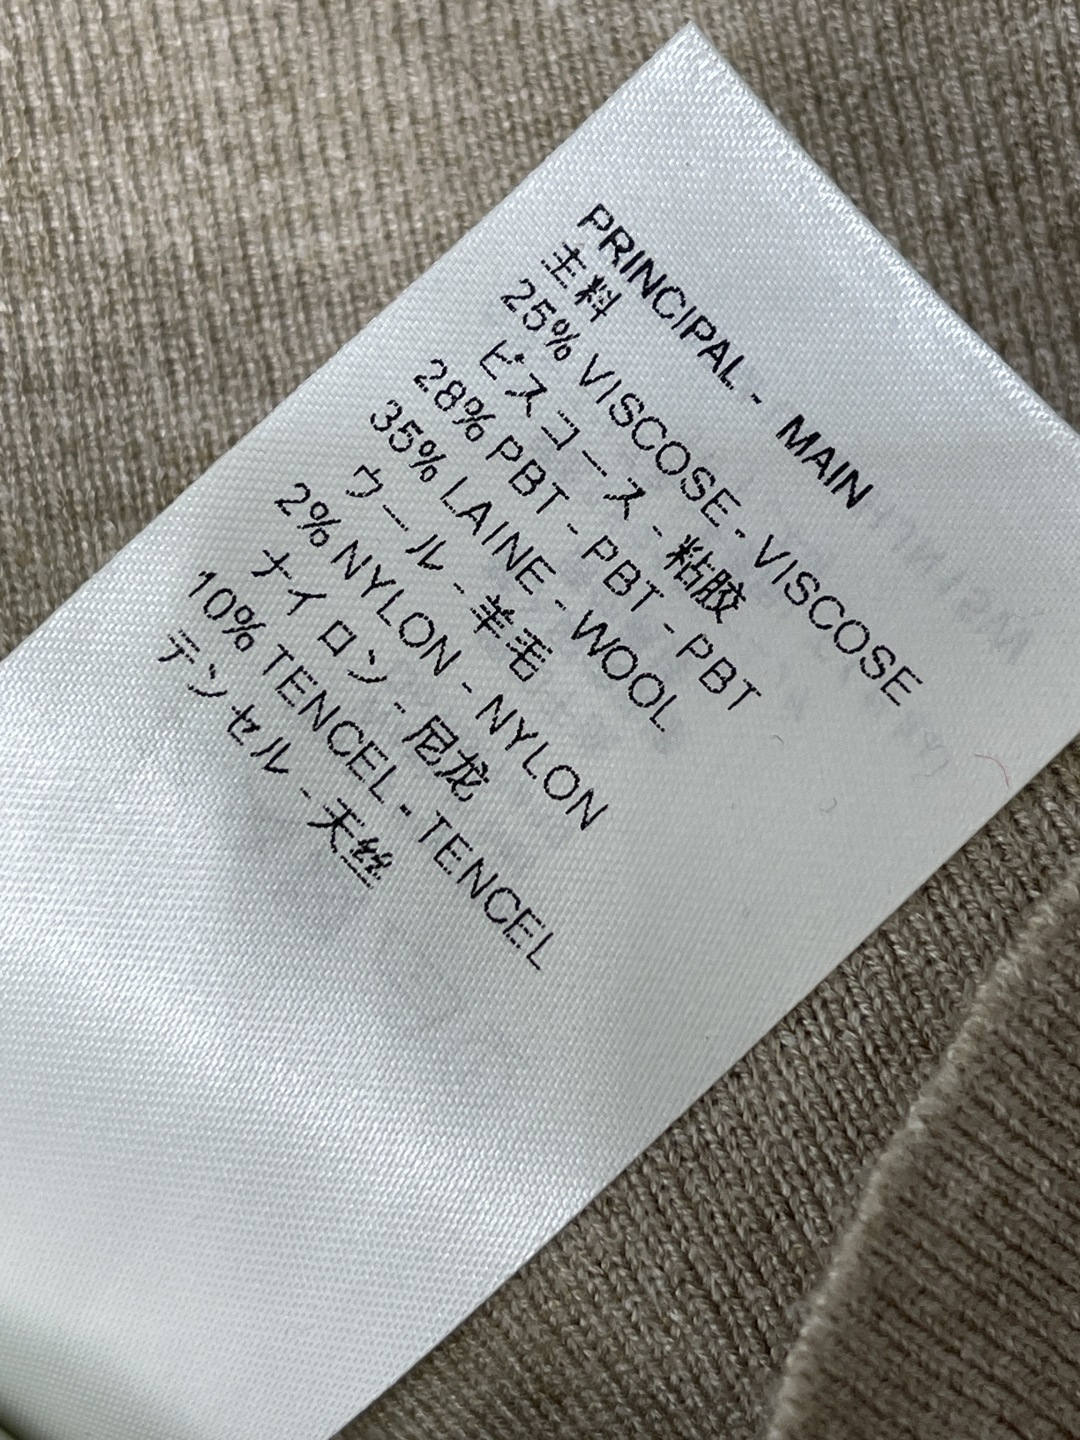 PRINCIPAL - MAIN
主料
25% VISCOSE - VISCOSE
ビスコース - 粘胶
28% PBT - PBT - PBT
35% LAINE - WOOL
ウール - 羊毛
2% NYLON - NYLON
ナイロン - 尼龙
10% TENCEL - TENCEL
テンセル - 天丝